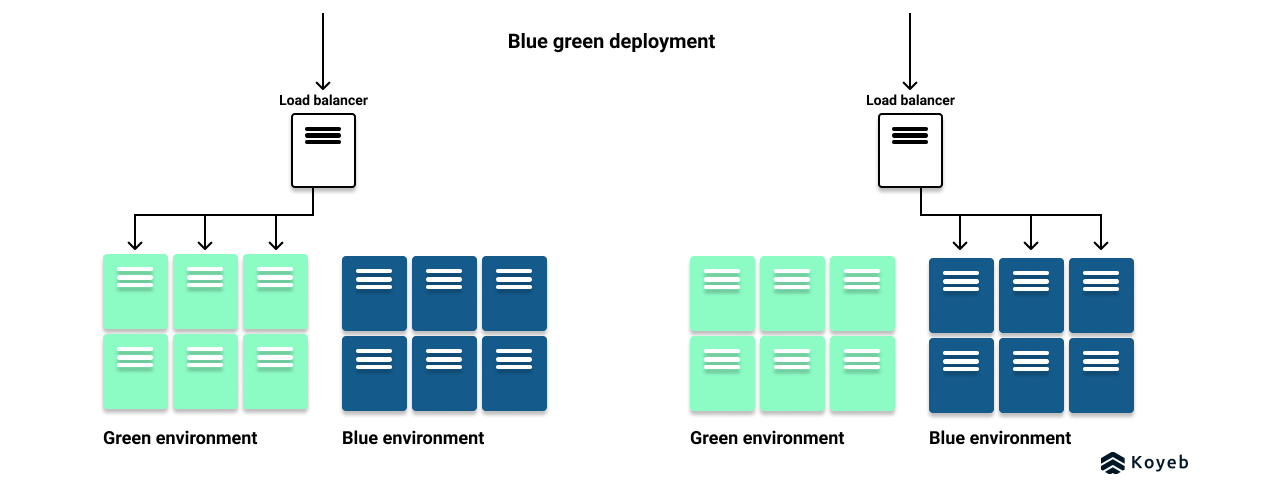 Blue green deployment
Load balancer
Load balancer
Green environment
Blue environment
Green environment
Blue environment
Koyeb